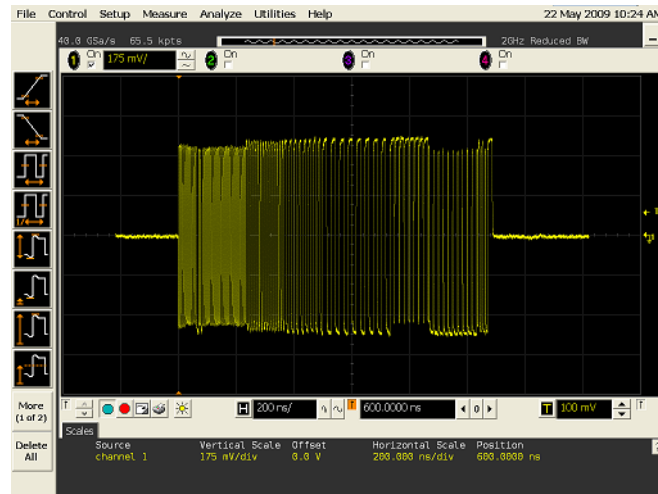 File Control Setup Measure Analyze Utilities Help 22 May 2009 10:24 AM
40.0 GSa/s 65.5 kpts 2GHz Reduced BW
1 On 175 mV/ 2 On 3 On 4 On
More
(1 of 2)
Delete
All
H 200 ns/ T 600.0000 ns 0 T 100 mV
Scales
Source Vertical Scale Offset Horizontal Scale Position
channel 1 175 mV/div 0.0 V 200.000 ns/div 600.0000 ns